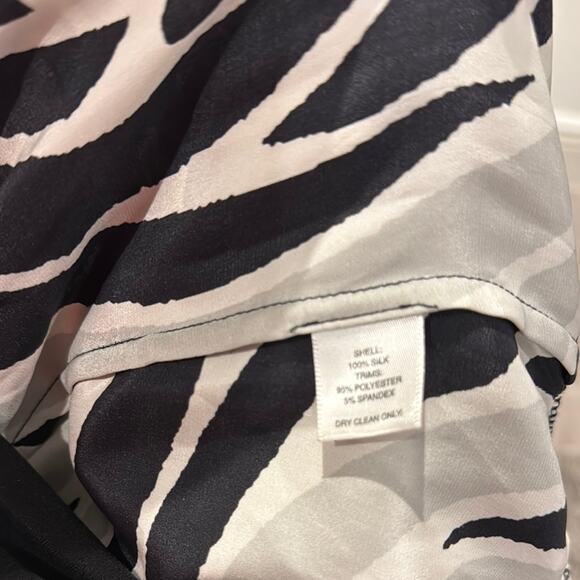 SHELL:
100% SILK
TRIMS:
95% POLYESTER
5% SPANDEX
DRY CLEAN ONLY